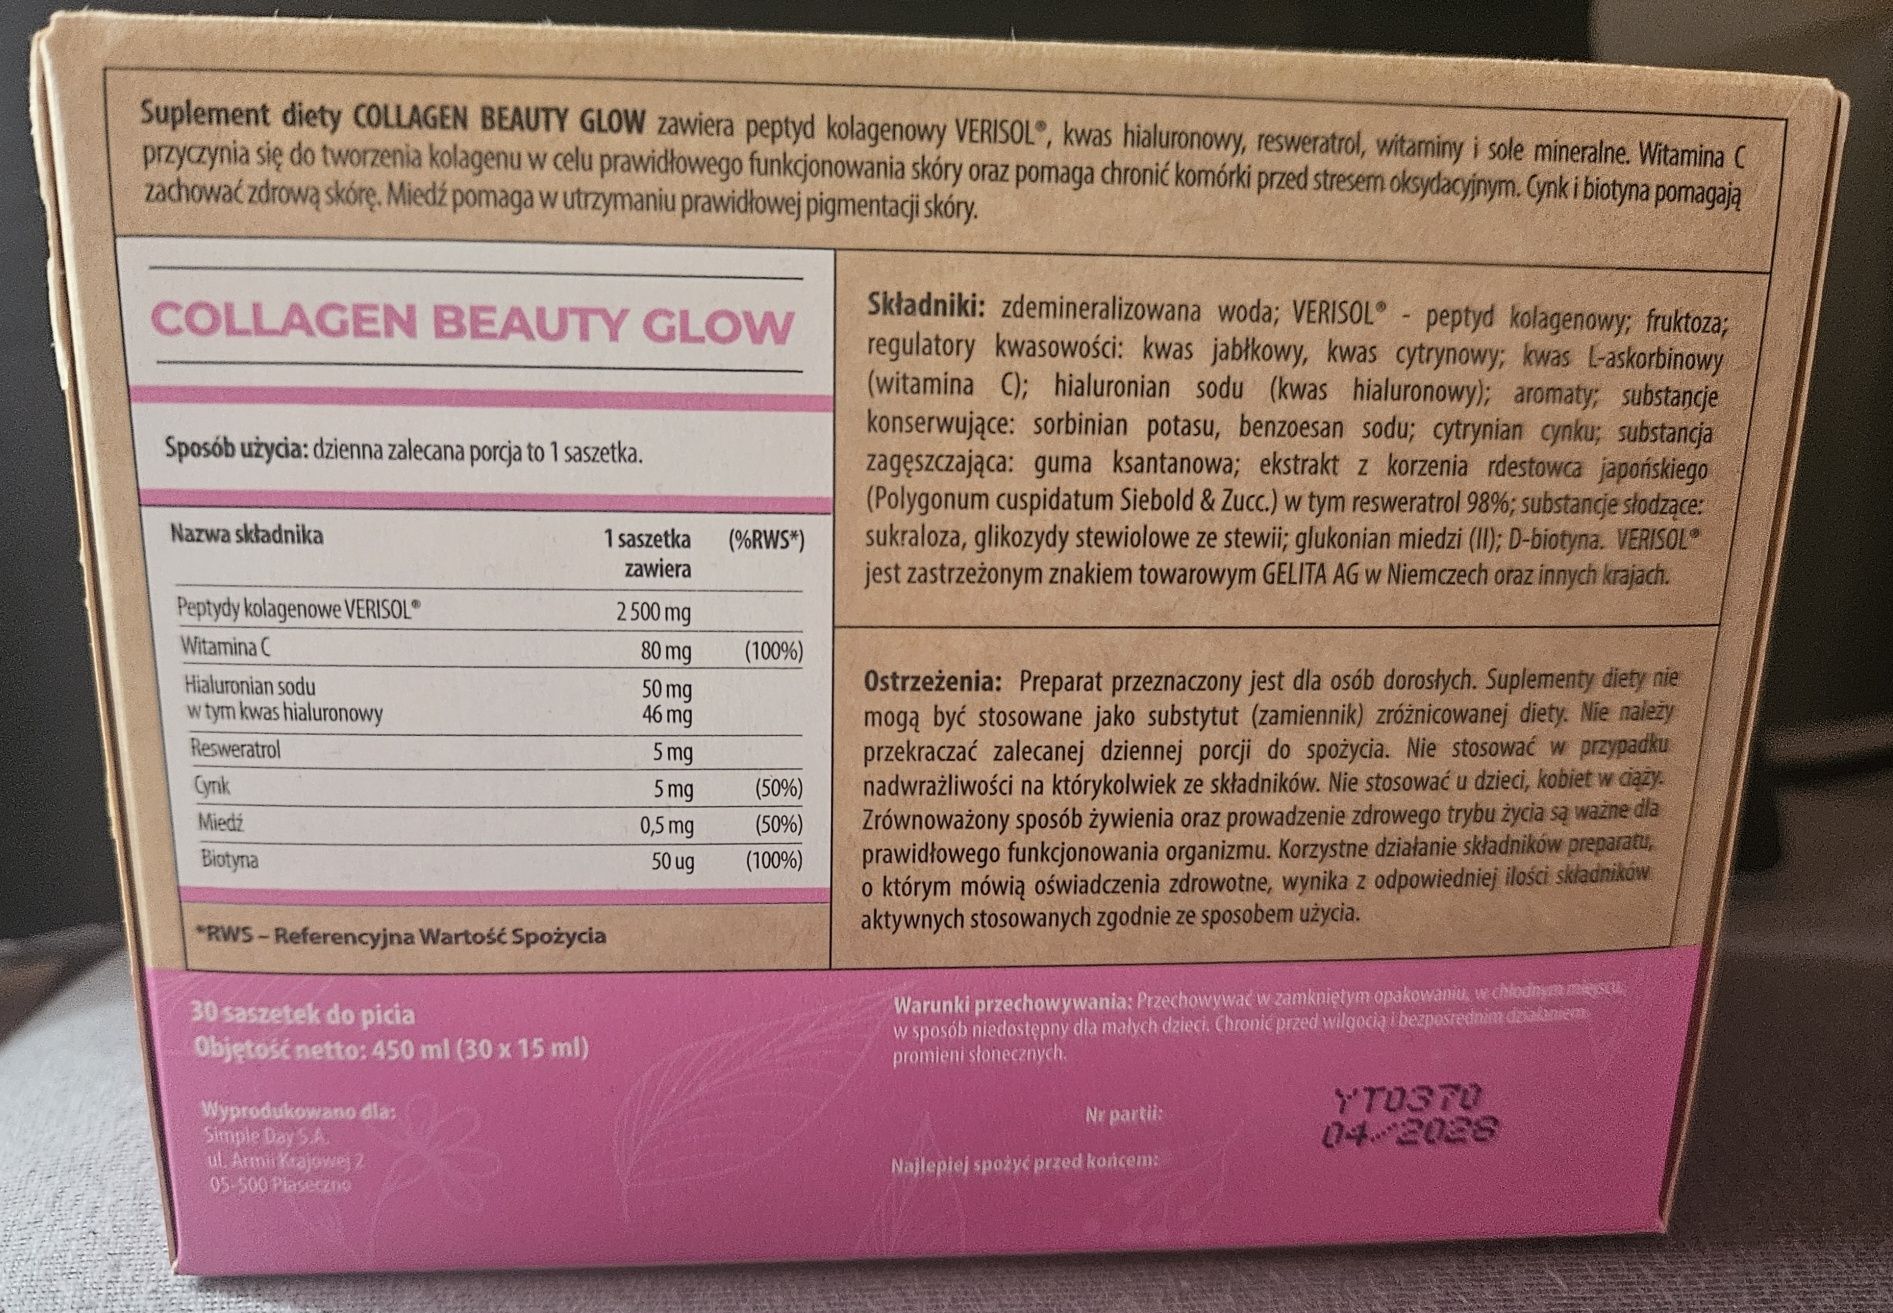 Suplement diety COLLAGEN BEAUTY GLOW zawiera peptyd kolagenowy VERISOL®, kwas hialuronowy, resweratrol, witaminy i sole mineralne. Witamina C
przyczynia się do tworzenia kolagenu w celu prawidłowego funkcjonowania skóry oraz pomaga chronić komórki przed stresem oksydacyjnym. Cynk i biotyna pomagają
zachować zdrową skórę. Miedź pomaga w utrzymaniu prawidłowej pigmentacji skóry.
COLLAGEN BEAUTY GLOW
Sposób użycia: dzienna zalecana porcja to 1 saszetka.
Nazwa składnika 1 saszetka (%RWS*)
zawiera
Peptydy kolagenowe VERISOL® 2 500 mg
Witamina C 80 mg (100%)
Hialuronian sodu 50 mg
w tym kwas hialuronowy 46 mg
Resweratrol 5 mg
Cynk 5 mg (50%)
Miedź 0,5 mg (50%)
Biotyna 50 ug (100%)
*RWS – Referencyjna Wartość Spożycia
Składniki: zdemineralizowana woda; VERISOL® - peptyd kolagenowy; fruktoza;
regulatory kwasowości: kwas jabłkowy, kwas cytrynowy; kwas L-askorbinowy
(witamina C); hialuronian sodu (kwas hialuronowy); aromaty; substancje
konserwujące: sorbinian potasu, benzoesan sodu; cytrynian cynku; substancja
zagęszczająca: guma ksantanowa; ekstrakt z korzenia rdestowca japońskiego
(Polygonum cuspidatum Siebold & Zucc.) w tym resweratrol 98%; substancje słodzące:
sukraloza, glikozydy stewiolowe ze stewii; glukonian miedzi (II); D-biotyna. VERISOL®
jest zastrzeżonym znakiem towarowym GELITA AG w Niemczech oraz innych krajach.
Ostrzeżenia: Preparat przeznaczony jest dla osób dorosłych. Suplementy diety nie
mogą być stosowane jako substytut (zamiennik) zróżnicowanej diety. Nie należy
przekraczać zalecanej dziennej porcji do spożycia. Nie stosować w przypadku
nadwrażliwości na którykolwiek ze składników. Nie stosować u dzieci, kobiet w ciąży.
Zrównoważony sposób żywienia oraz prowadzenie zdrowego trybu życia są ważne dla
prawidłowego funkcjonowania organizmu. Korzystne działanie składników preparatu,
o którym mówią oświadczenia zdrowotne, wynika z odpowiedniej ilości składników
aktywnych stosowanych zgodnie ze sposobem użycia.
30 saszetek do picia
Objętość netto: 450 ml (30 x 15 ml)
Wyprodukowano dla:
Simple Day S.A.
ul. Armii Krajowej 2
05-500 Piaseczno
Warunki przechowywania: Przechowywać w zamkniętym opakowaniu, w chłodnym miejscu,
w sposób niedostępny dla małych dzieci. Chronić przed wilgocią i bezpośrednim działaniem
promieni słonecznych.
Nr partii: YT0370
04/2028
Najlepiej spożyć przed końcem: